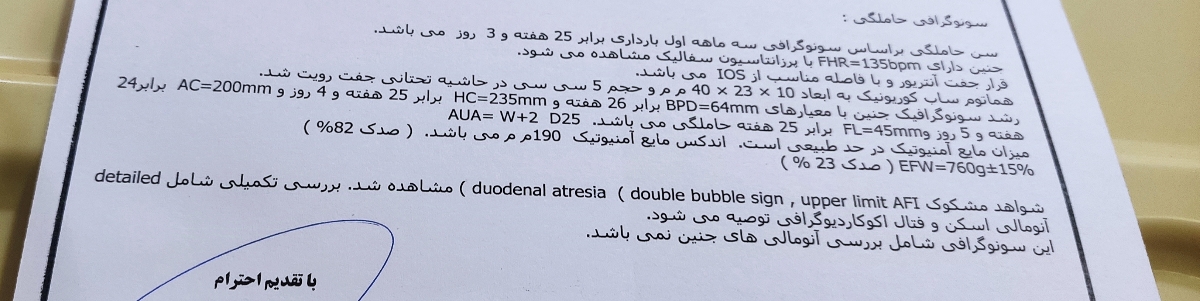 سونوگرافی حاملگی :
سن حاملگی براساس سونوگرافی سه ماهه اول بارداری برابر 25 هفته و 3 روز می باشد.
جنین دارای FHR=135bpm با پرزانتاسیون سفالیک مشاهده می شود.
قرار جفت آنتریور و با فاصله مناسب از IOS می باشد.
هماتوم ساب کوریونیک به ابعاد 10 × 23 × 40 م م و حجم 5 سی سی در حاشیه تحتانی جفت رویت شد.
رشد سونوگرافیک جنین با معیارهای BPD=64mm برابر 26 هفته و HC=235mm برابر 25 هفته و 4 روز و AC=200mm برابر24
هفته و 5 روز وFL=45mm برابر 25 هفته حاملگی می باشد. AUA= W+2 D25
میزان مایع آمنیوتیک در حد طبیعی است. اندکس مایع آمنیوتیک 190م م می باشد. ( صدک 82% )
EFW=760g±15% ( صدک 23 % )
شواهد مشکوک duodenal atresia ( double bubble sign , upper limit AFI ) مشاهده شد. بررسی تکمیلی شامل detailed
آنومالی اسکن و فتال اکوکاردیوگرافی توصیه می شود.
این سونوگرافی شامل بررسی آنومالی های جنین نمی باشد.
با تقدیم احترام